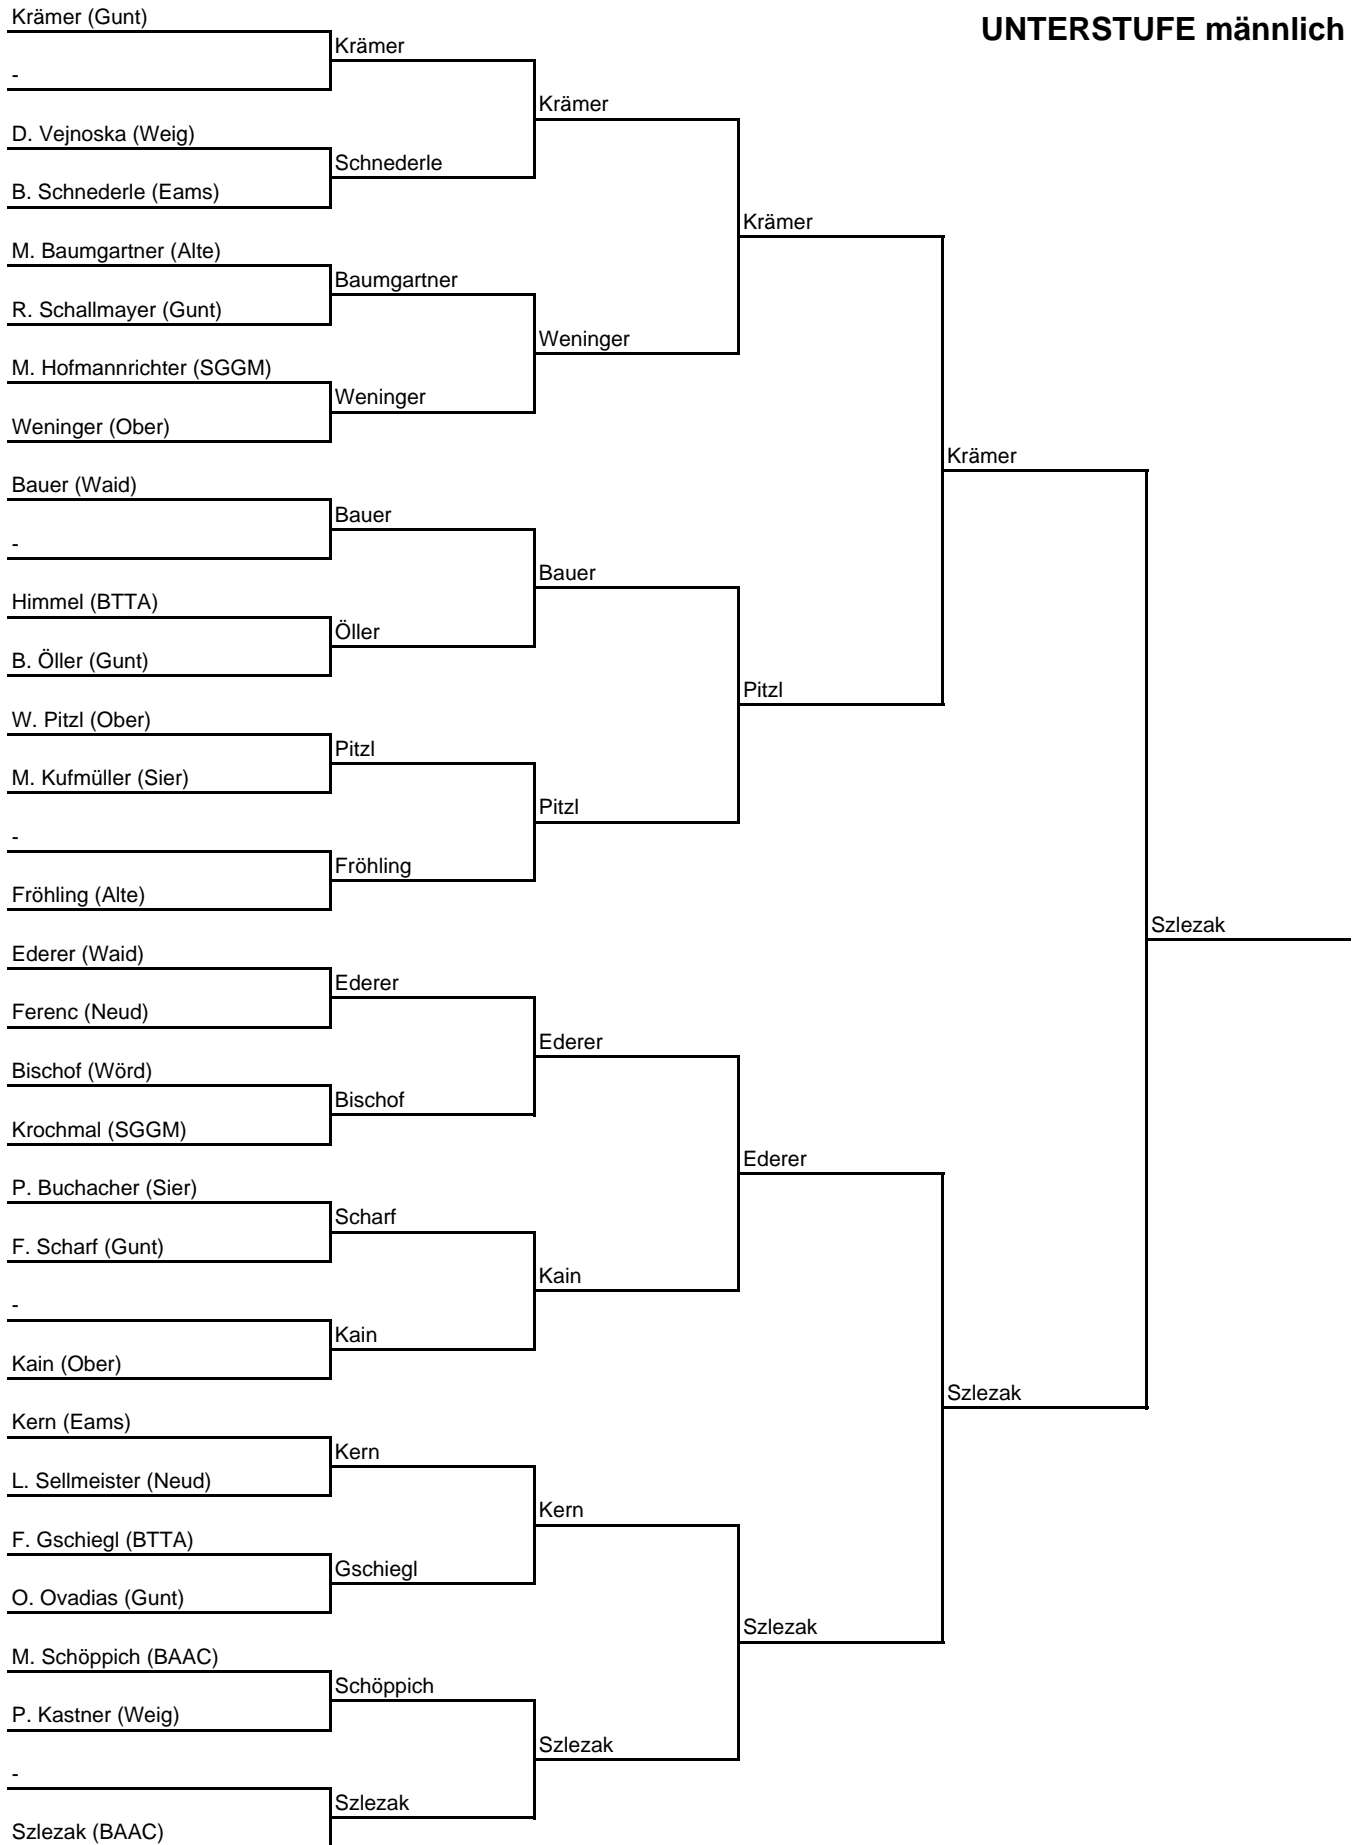 UNTERSTUFE männlich
Krämer (Gunt)
-
D. Vejnoska (Weig)
B. Schnederle (Eams)
M. Baumgartner (Alte)
R. Schallmayer (Gunt)
M. Hofmannrichter (SGGM)
Weninger (Ober)
Bauer (Waid)
-
Himmel (BTTA)
B. Öller (Gunt)
W. Pitzl (Ober)
M. Kufmüller (Sier)
-
Fröhling (Alte)
Ederer (Waid)
Ferenc (Neud)
Bischof (Wörd)
Krochmal (SGGM)
P. Buchacher (Sier)
F. Scharf (Gunt)
-
Kain (Ober)
Kern (Eams)
L. Sellmeister (Neud)
F. Gschiegl (BTTA)
O. Ovadias (Gunt)
M. Schöppich (BAAC)
P. Kastner (Weig)
-
Szlezak (BAAC)
Krämer
Schnederle
Baumgartner
Weninger
Bauer
Öller
Pitzl
Fröhling
Ederer
Bischof
Scharf
Kain
Kern
Gschiegl
Schöppich
Szlezak
Krämer
Weninger
Bauer
Pitzl
Ederer
Kain
Kern
Szlezak
Krämer
Pitzl
Ederer
Szlezak
Krämer
Szlezak
Szlezak